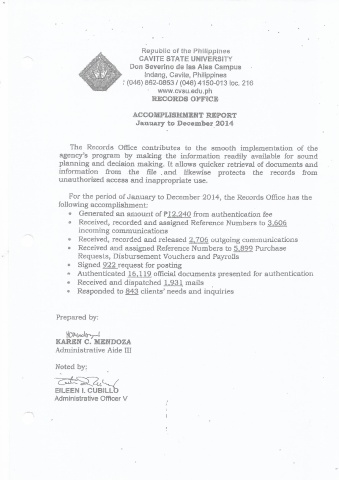 Republic of the Philippines
CAVITE STATE UNIVERSITY
Don Severino de las Alas Campus
Indang, Cavite, Philippines
(046) 862-0853 / (046) 4150-013 loc. 216
www.cvsu.edu.ph
RECORDS OFFICE
ACCOMPLISHMENT REPORT
January to December 2014
The Records Office contributes to the smooth implementation of the
agency's program by making the information readily available for sound
planning and decision making. It allows quicker retrieval of documents and
information from the file and likewise protects the records from
unauthorized access and inappropriate use.
For the period of January to December 2014, the Records Office has the
following accomplishment:
• Generated an amount of ₱12,240 from authentication fee
• Received, recorded and assigned Reference Numbers to 3,606
incoming communications
• Received, recorded and released 2,706 outgoing communications
• Received and assigned Reference Numbers to 5,899 Purchase
Requests, Disbursement Vouchers and Payrolls
• Signed 922 request for posting
• Authenticated 16,119 official documents presented for authentication
• Received and dispatched 1,931 mails
• Responded to 843 clients' needs and inquiries
Prepared by:
KAREN C. MENDOZA
Administrative Aide III
Noted by:
EILEEN I. CUBILLO
Administrative Officer V